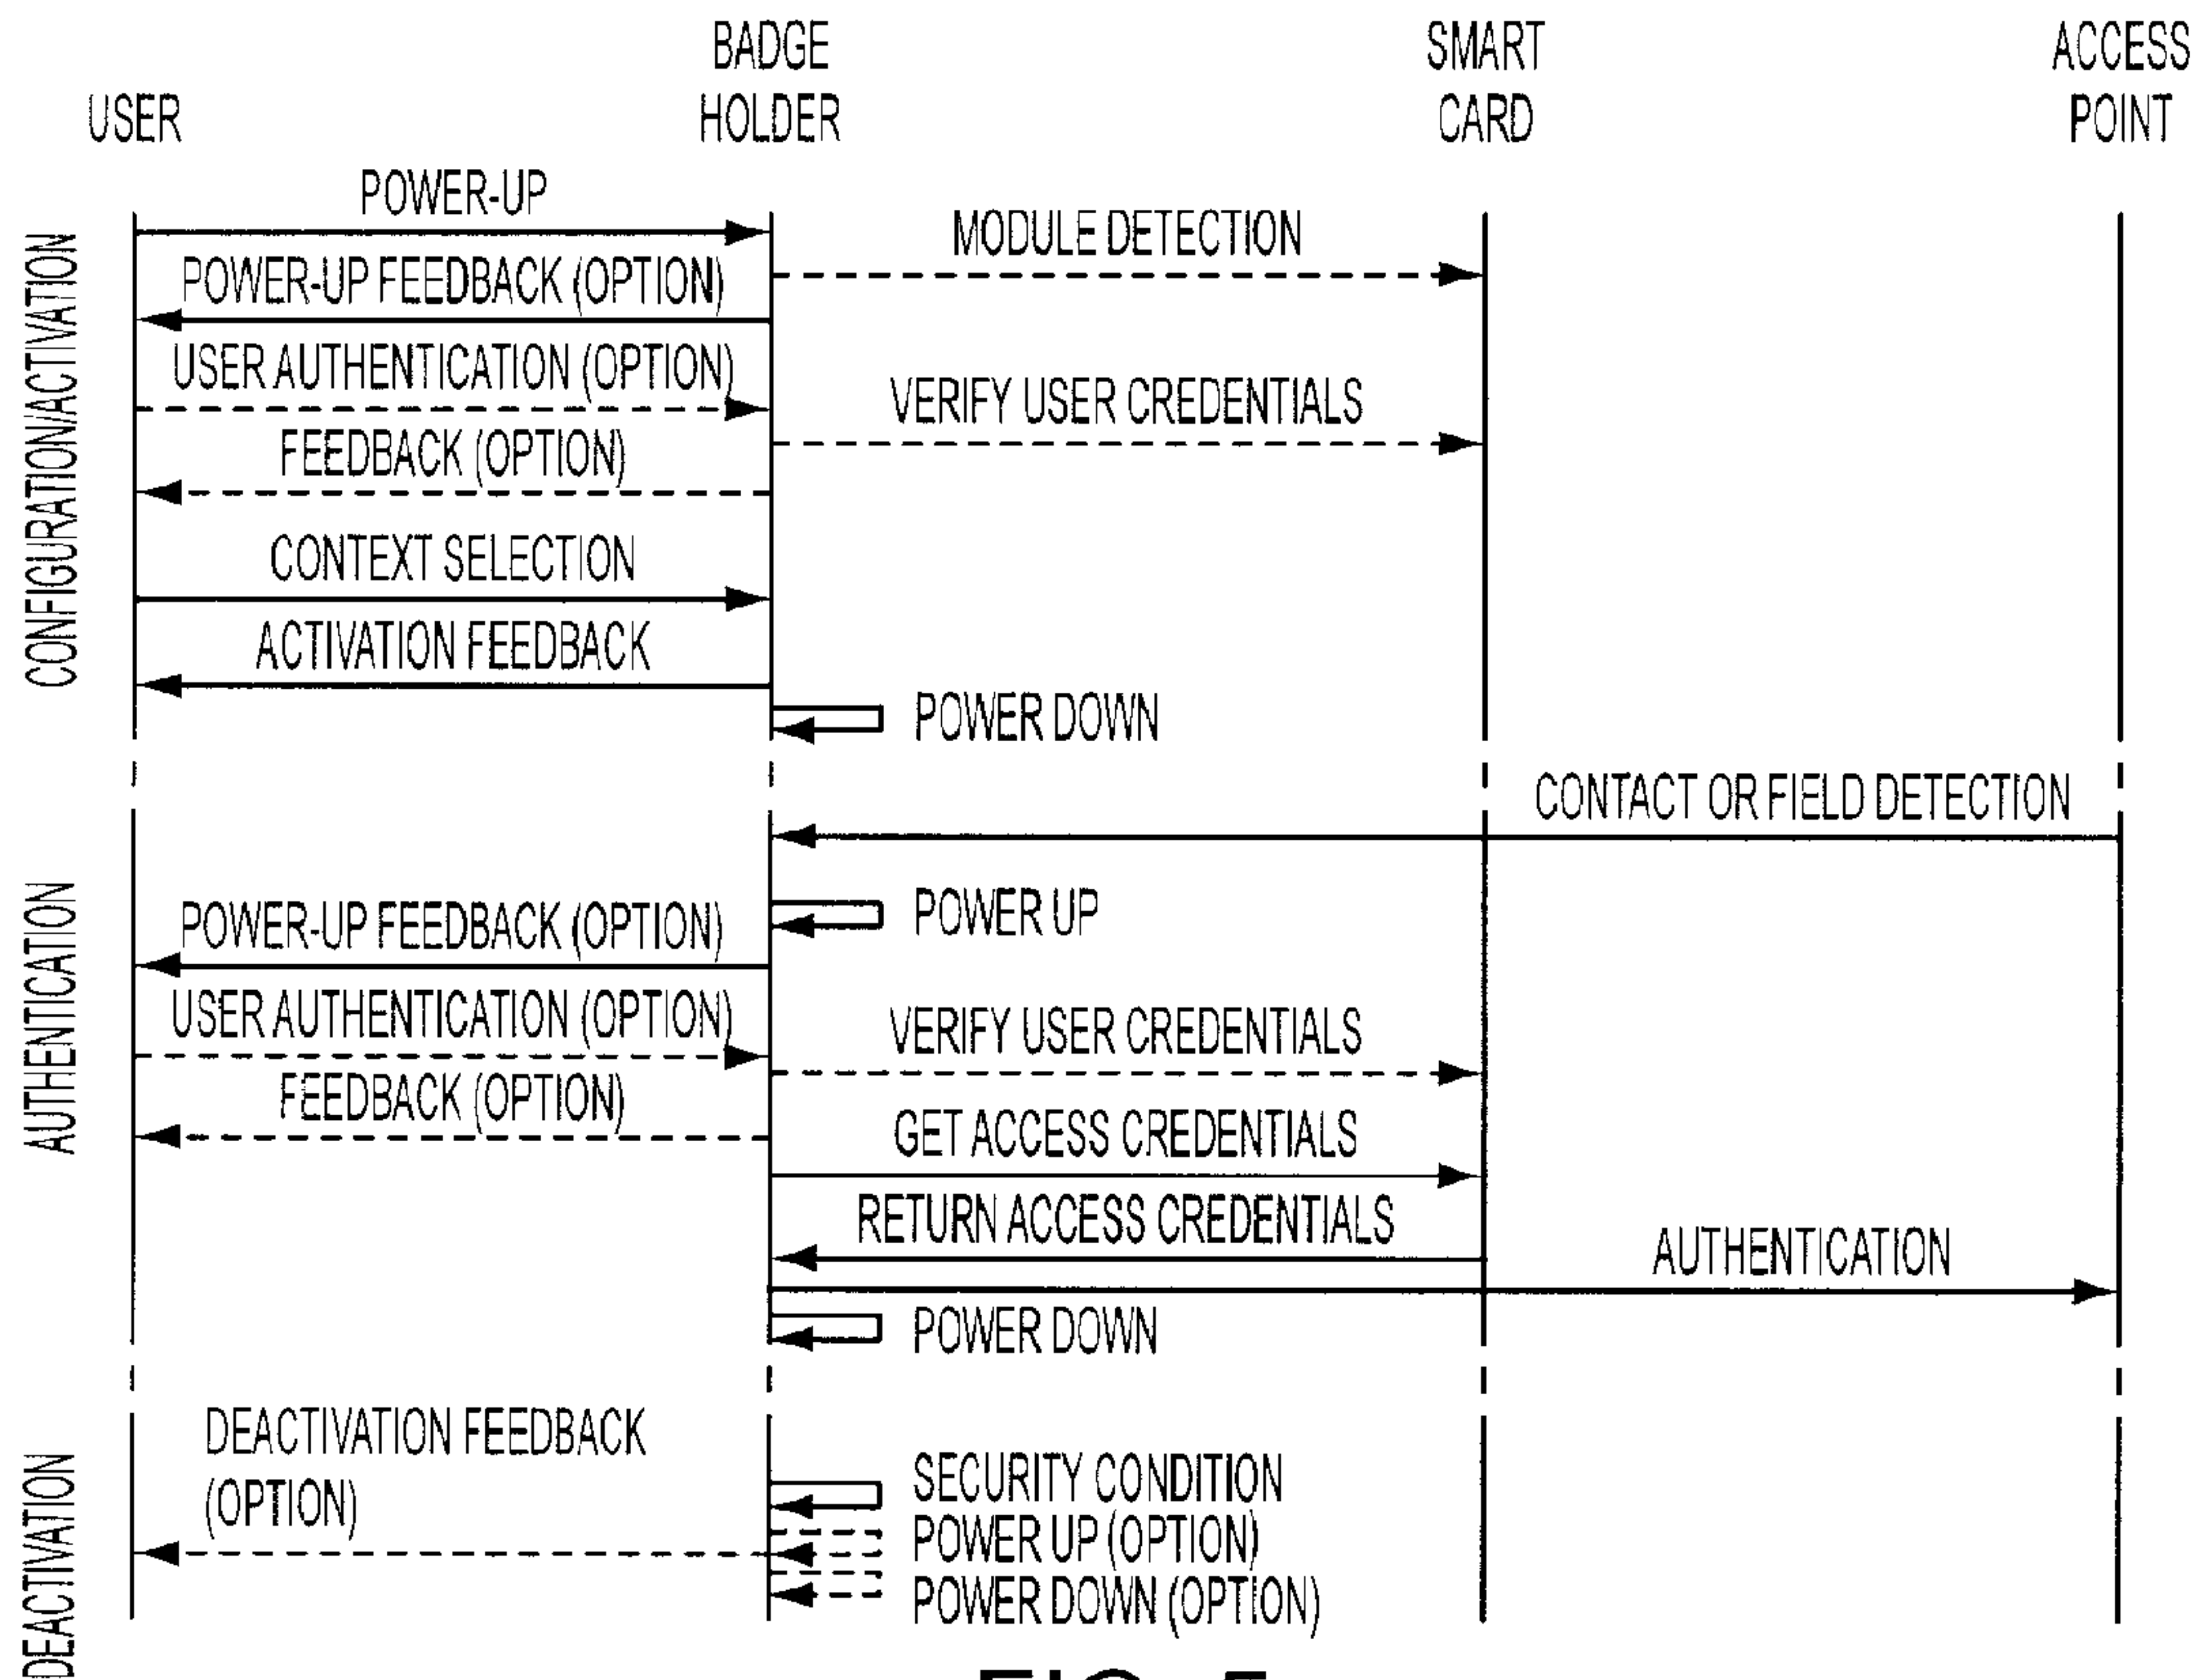 USER
BADGE
HOLDER
SMART
CARD
ACCESS
POINT
CONFIGURATION/ACTIVATION
POWER-UP
MODULE DETECTION
POWER-UP FEEDBACK (OPTION)
USER AUTHENTICATION (OPTION)
VERIFY USER CREDENTIALS
FEEDBACK (OPTION)
CONTEXT SELECTION
ACTIVATION FEEDBACK
POWER DOWN
CONTACT OR FIELD DETECTION
AUTHENTICATION
POWER UP
POWER-UP FEEDBACK (OPTION)
USER AUTHENTICATION (OPTION)
VERIFY USER CREDENTIALS
FEEDBACK (OPTION)
GET ACCESS CREDENTIALS
RETURN ACCESS CREDENTIALS
AUTHENTICATION
POWER DOWN
DEACTIVATION
DEACTIVATION FEEDBACK
(OPTION)
SECURITY CONDITION
POWER UP (OPTION)
POWER DOWN (OPTION)